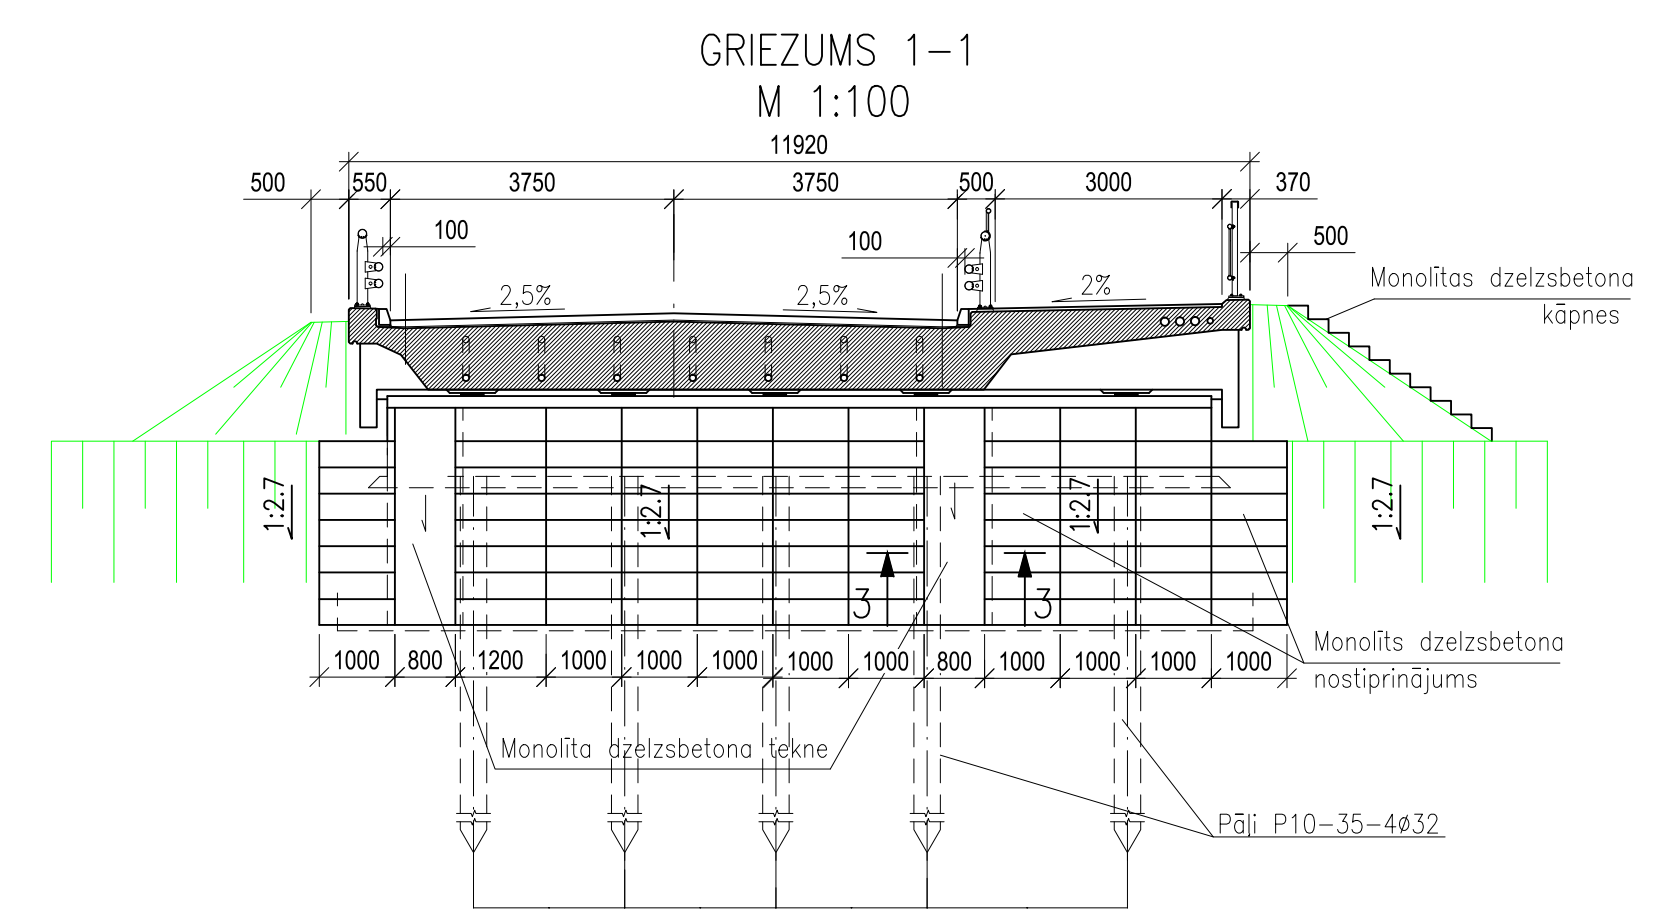 GRIEZUMS 1-1
M 1:100
11920
500 550 3750 3750 500 3000 370
100 100 500
2,5% 2,5% 2%
Monolītas dzelzsbetona
kāpnes
1:2.7 1:2.7 1:2.7 1:2.7
3 3
Monolīts dzelzsbetona
nostiprinājums
1000 800 1200 1000 1000 1000 1000 1000 800 1000 1000 1000 1000
Monolīta dzelzsbetona tekne
Pāļi P10-35-4ø32